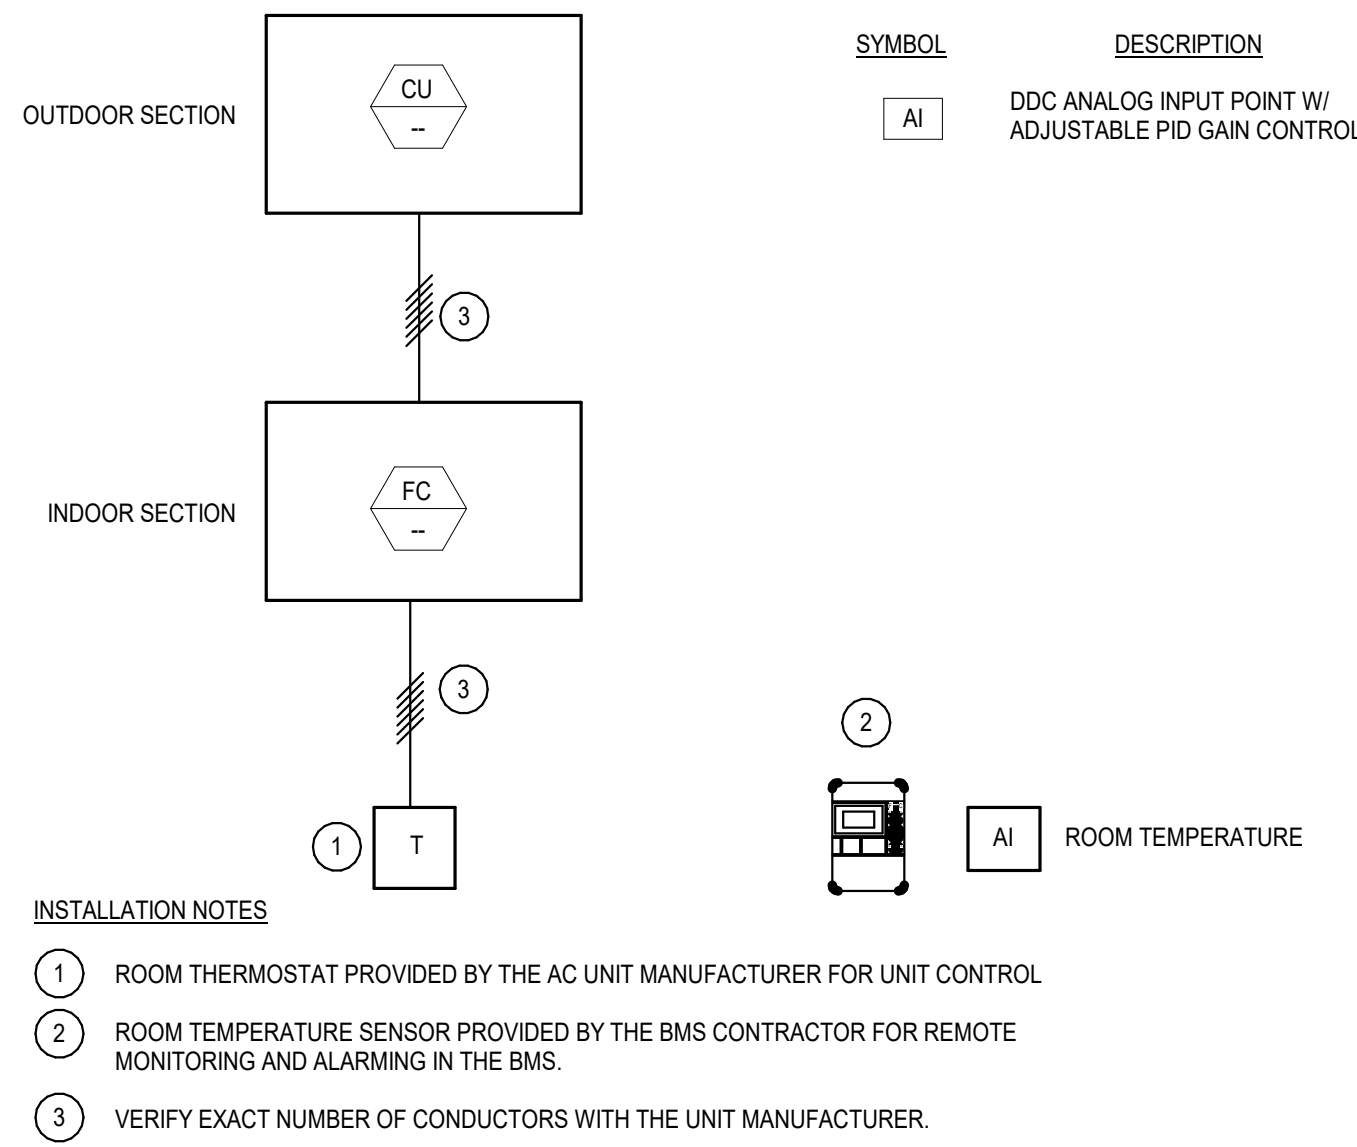 SYMBOL DESCRIPTION
CU
--
OUTDOOR SECTION
AI
DDC ANALOG INPUT POINT W/
ADJUSTABLE PID GAIN CONTROL
3
FC
--
INDOOR SECTION
3
2
1
T
AI
ROOM TEMPERATURE
INSTALLATION NOTES
1 ROOM THERMOSTAT PROVIDED BY THE AC UNIT MANUFACTURER FOR UNIT CONTROL
2 ROOM TEMPERATURE SENSOR PROVIDED BY THE BMS CONTRACTOR FOR REMOTE
MONITORING AND ALARMING IN THE BMS.
3 VERIFY EXACT NUMBER OF CONDUCTORS WITH THE UNIT MANUFACTURER.